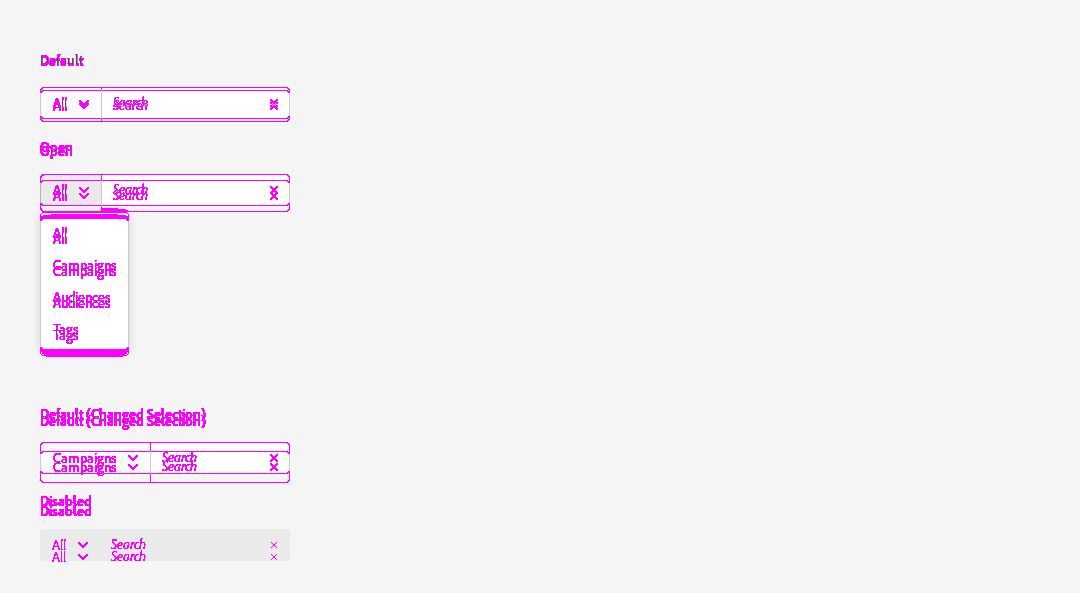 Default
All Search
Open
All Search
All
Campaigns
Audiences
Tags
Default (Changed Selection)
Campaigns Search
Disabled
All Search